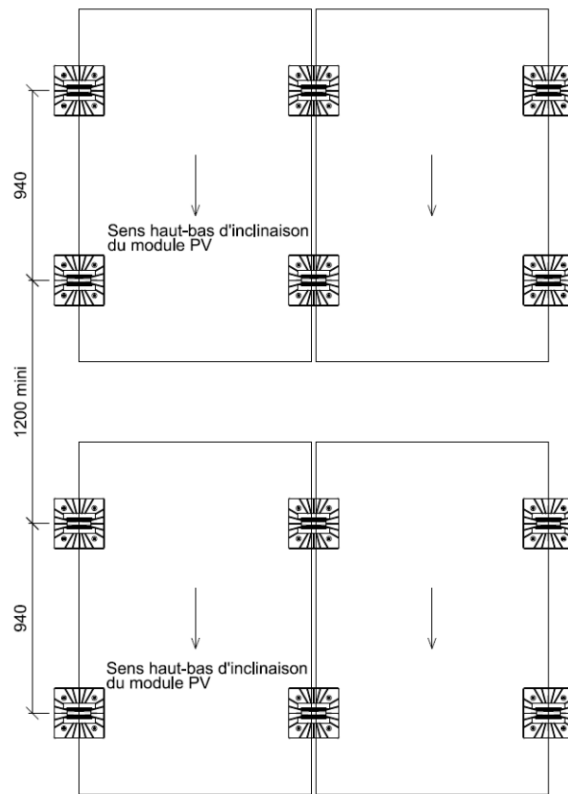 940
Sens haut-bas d'inclinaison
du module PV
1200 mini
940
Sens haut-bas d'inclinaison
du module PV